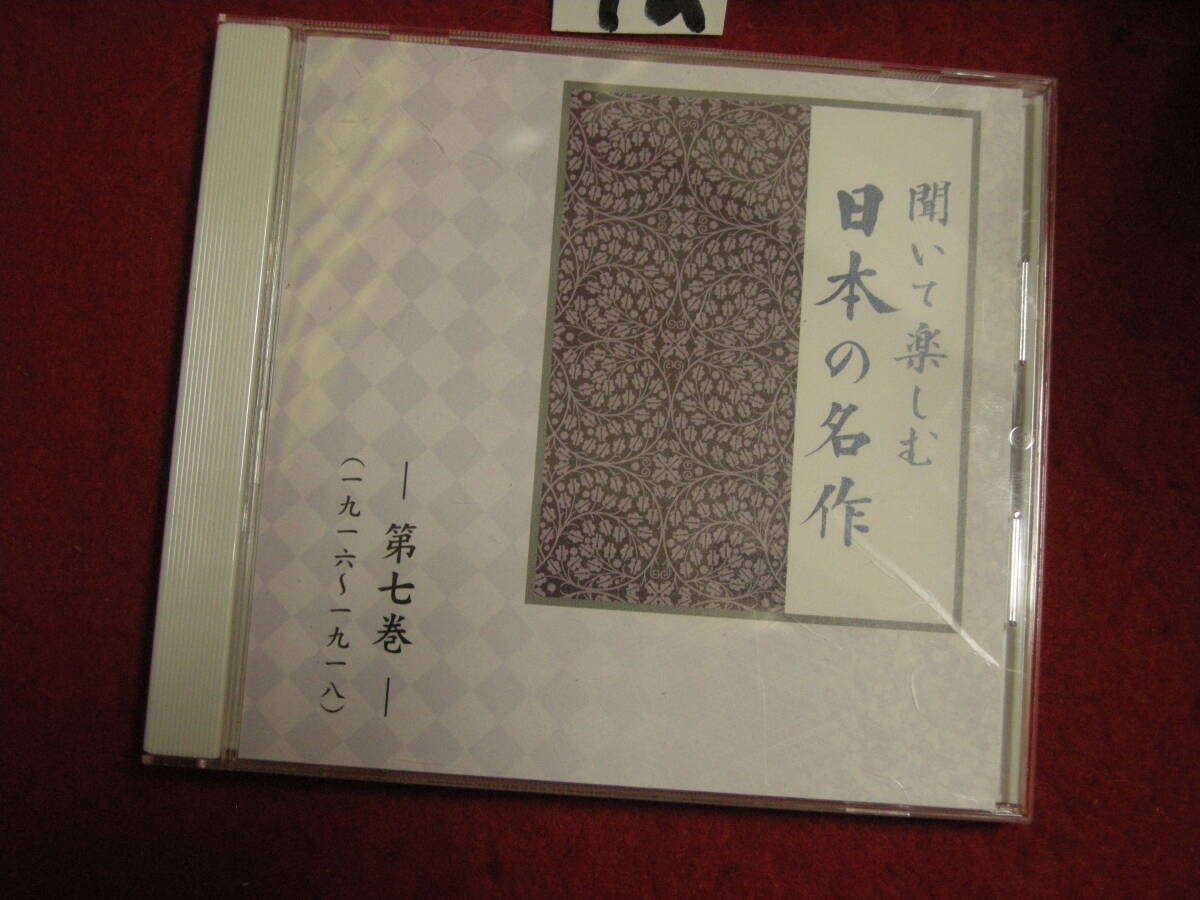 聞いて楽しむ
日本の名作
―第七巻―
（一九一六～一九一八）